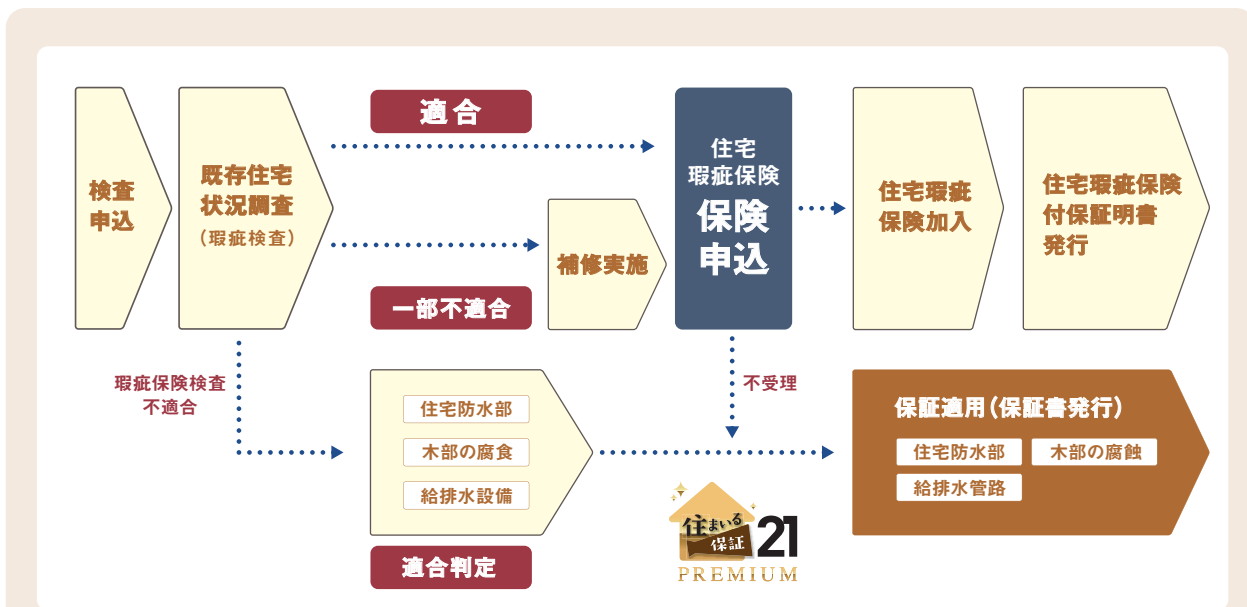 検査
申込
既存住宅
状況調査
（瑕疵検査）
適合
一部不適合
補修実施
住宅
瑕疵保険
保険
申込
住宅瑕疵
保険加入
住宅瑕疵保険
付保証明書
発行
瑕疵保険検査
不適合
住宅防水部
木部の腐食
給排水設備
適合判定
不受理
住まいる
保証
21
PREMIUM
保証適用（保証書発行）
住宅防水部
木部の腐蝕
給排水管路